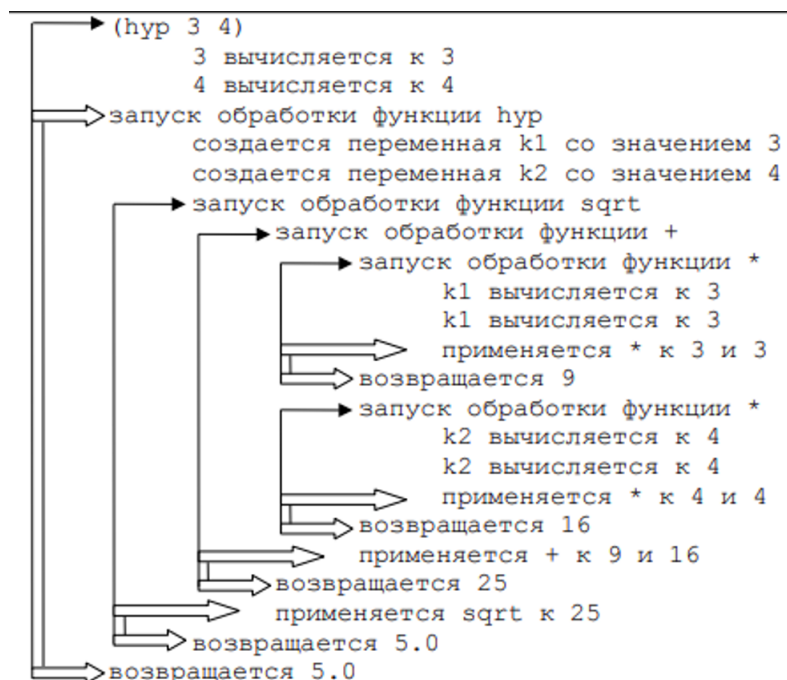 (hyp 3 4)
3 вычисляется к 3
4 вычисляется к 4
запуск обработки функции hyp
создается переменная k1 со значением 3
создается переменная k2 со значением 4
запуск обработки функции sqrt
запуск обработки функции +
запуск обработки функции *
k1 вычисляется к 3
k1 вычисляется к 3
применяется * к 3 и 3
возвращается 9
запуск обработки функции *
k2 вычисляется к 4
k2 вычисляется к 4
применяется * к 4 и 4
возвращается 16
применяется + к 9 и 16
возвращается 25
применяется sqrt к 25
возвращается 5.0
возвращается 5.0